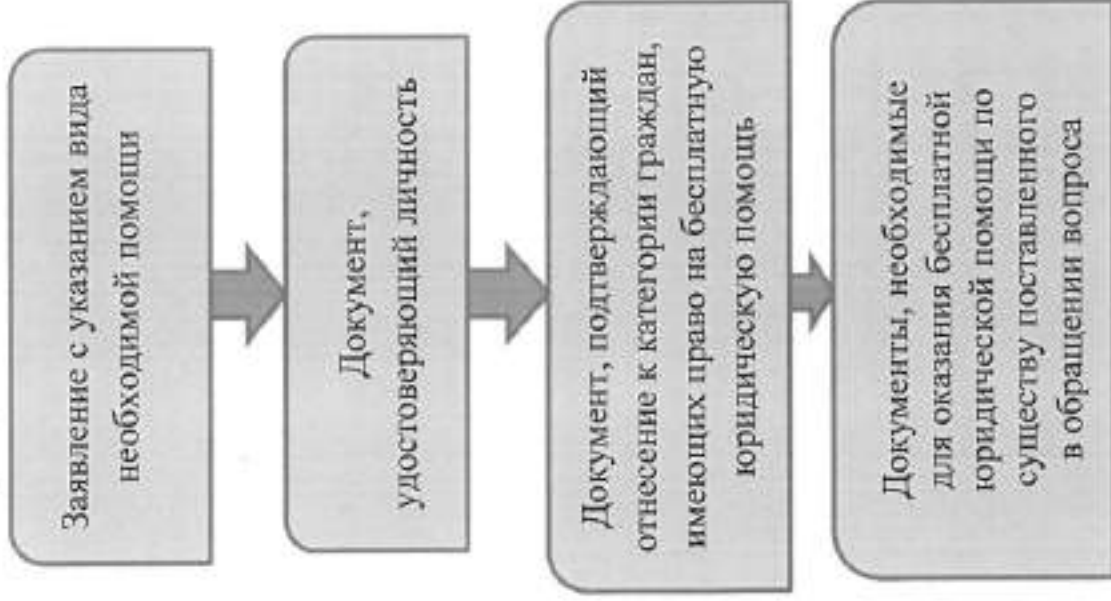 Заявление с указанием вида
необходимой помощи
Документ,
удостоверяющий личность
Документ, подтверждающий
отнесение к категории граждан,
имеющих право на бесплатную
юридическую помощь
Документы, необходимые
для оказания бесплатной
юридической помощи по
существу поставленного
в обращении вопроса